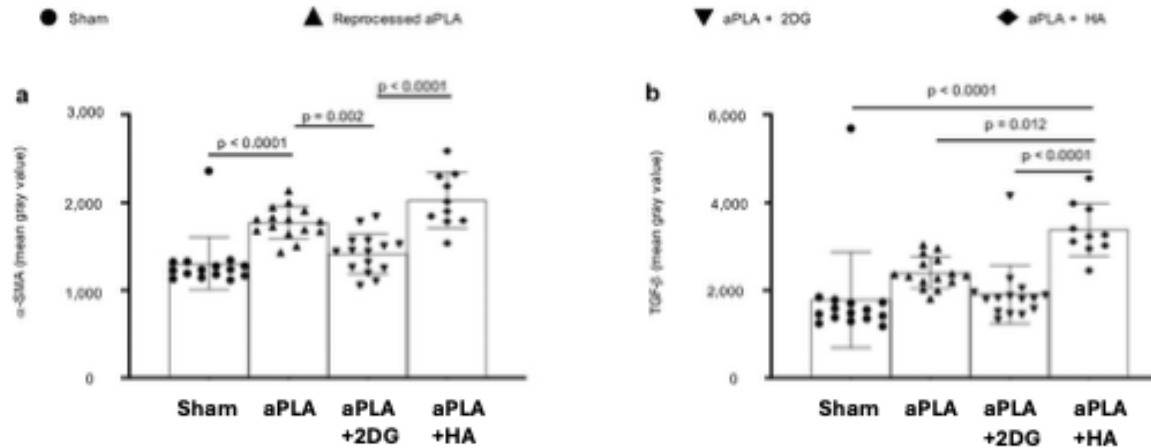 Sham
Reprocessed aPLA
aPLA + 2DG
aPLA + HA
a
α-SMA (mean gray value)
3,000
2,000
1,000
0
p < 0.0001
p = 0.002
p < 0.0001
Sham
aPLA
aPLA +2DG
aPLA +HA
b
TGF-β (mean gray value)
6,000
4,000
2,000
0
p < 0.0001
p = 0.012
p < 0.0001
Sham
aPLA
aPLA +2DG
aPLA +HA